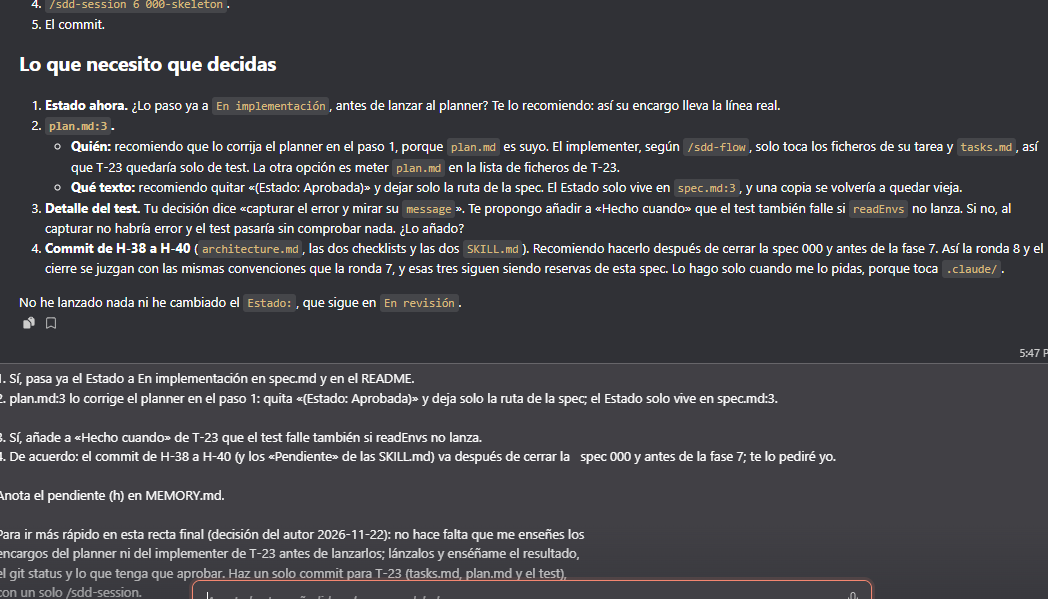 4. /sdd-session 6 000-skeleton.
5. El commit.
Lo que necesito que decidas
1. Estado ahora. ¿Lo paso ya a En implementación, antes de lanzar al planner? Te lo recomiendo: así su encargo lleva la línea real.
2. plan.md:3.
Quién: recomiendo que lo corrija el planner en el paso 1, porque plan.md es suyo. El implementer, según /sdd-flow, solo toca los ficheros de su tarea y tasks.md, así
que T-23 quedaría solo de test. La otra opción es meter plan.md en la lista de ficheros de T-23.
Qué texto: recomiendo quitar «(Estado: Aprobada)» y dejar solo la ruta de la spec. El Estado solo vive en spec.md:3, y una copia se volvería a quedar vieja.
3. Detalle del test. Tu decisión dice «capturar el error y mirar su message». Te propongo añadir a «Hecho cuando» que el test también falle si readEnvs no lanza. Si no, al
capturar no habría error y el test pasaría sin comprobar nada. ¿Lo añado?
4. Commit de H-38 a H-40 (architecture.md, las dos checklists y las dos SKILL.md). Recomiendo hacerlo después de cerrar la spec 000 y antes de la fase 7. Así la ronda 8 y el
cierre se juzgan con las mismas convenciones que la ronda 7, y esas tres siguen siendo reservas de esta spec. Lo hago solo cuando me lo pidas, porque toca .claude/.
No he lanzado nada ni he cambiado el Estado:, que sigue en En revisión.
5:47 P
1. Sí, pasa ya el Estado a En implementación en spec.md y en el README.
2. plan.md:3 lo corrige el planner en el paso 1: quita «(Estado: Aprobada)» y deja solo la ruta de la spec; el Estado solo vive en spec.md:3.
3. Sí, añade a «Hecho cuando» de T-23 que el test falle también si readEnvs no lanza.
4. De acuerdo: el commit de H-38 a H-40 (y los «Pendiente» de las SKILL.md) va después de cerrar la   spec 000 y antes de la fase 7; te lo pediré yo.
Anota el pendiente (h) en MEMORY.md.
Para ir más rápido en esta recta final (decisión del autor 2026-11-22): no hace falta que me enseñes los
encargos del planner ni del implementer de T-23 antes de lanzarlos; lánzalos y enséñame el resultado,
el git status y lo que tenga que aprobar. Haz un solo commit para T-23 (tasks.md, plan.md y el test),
con un solo /sdd-session.